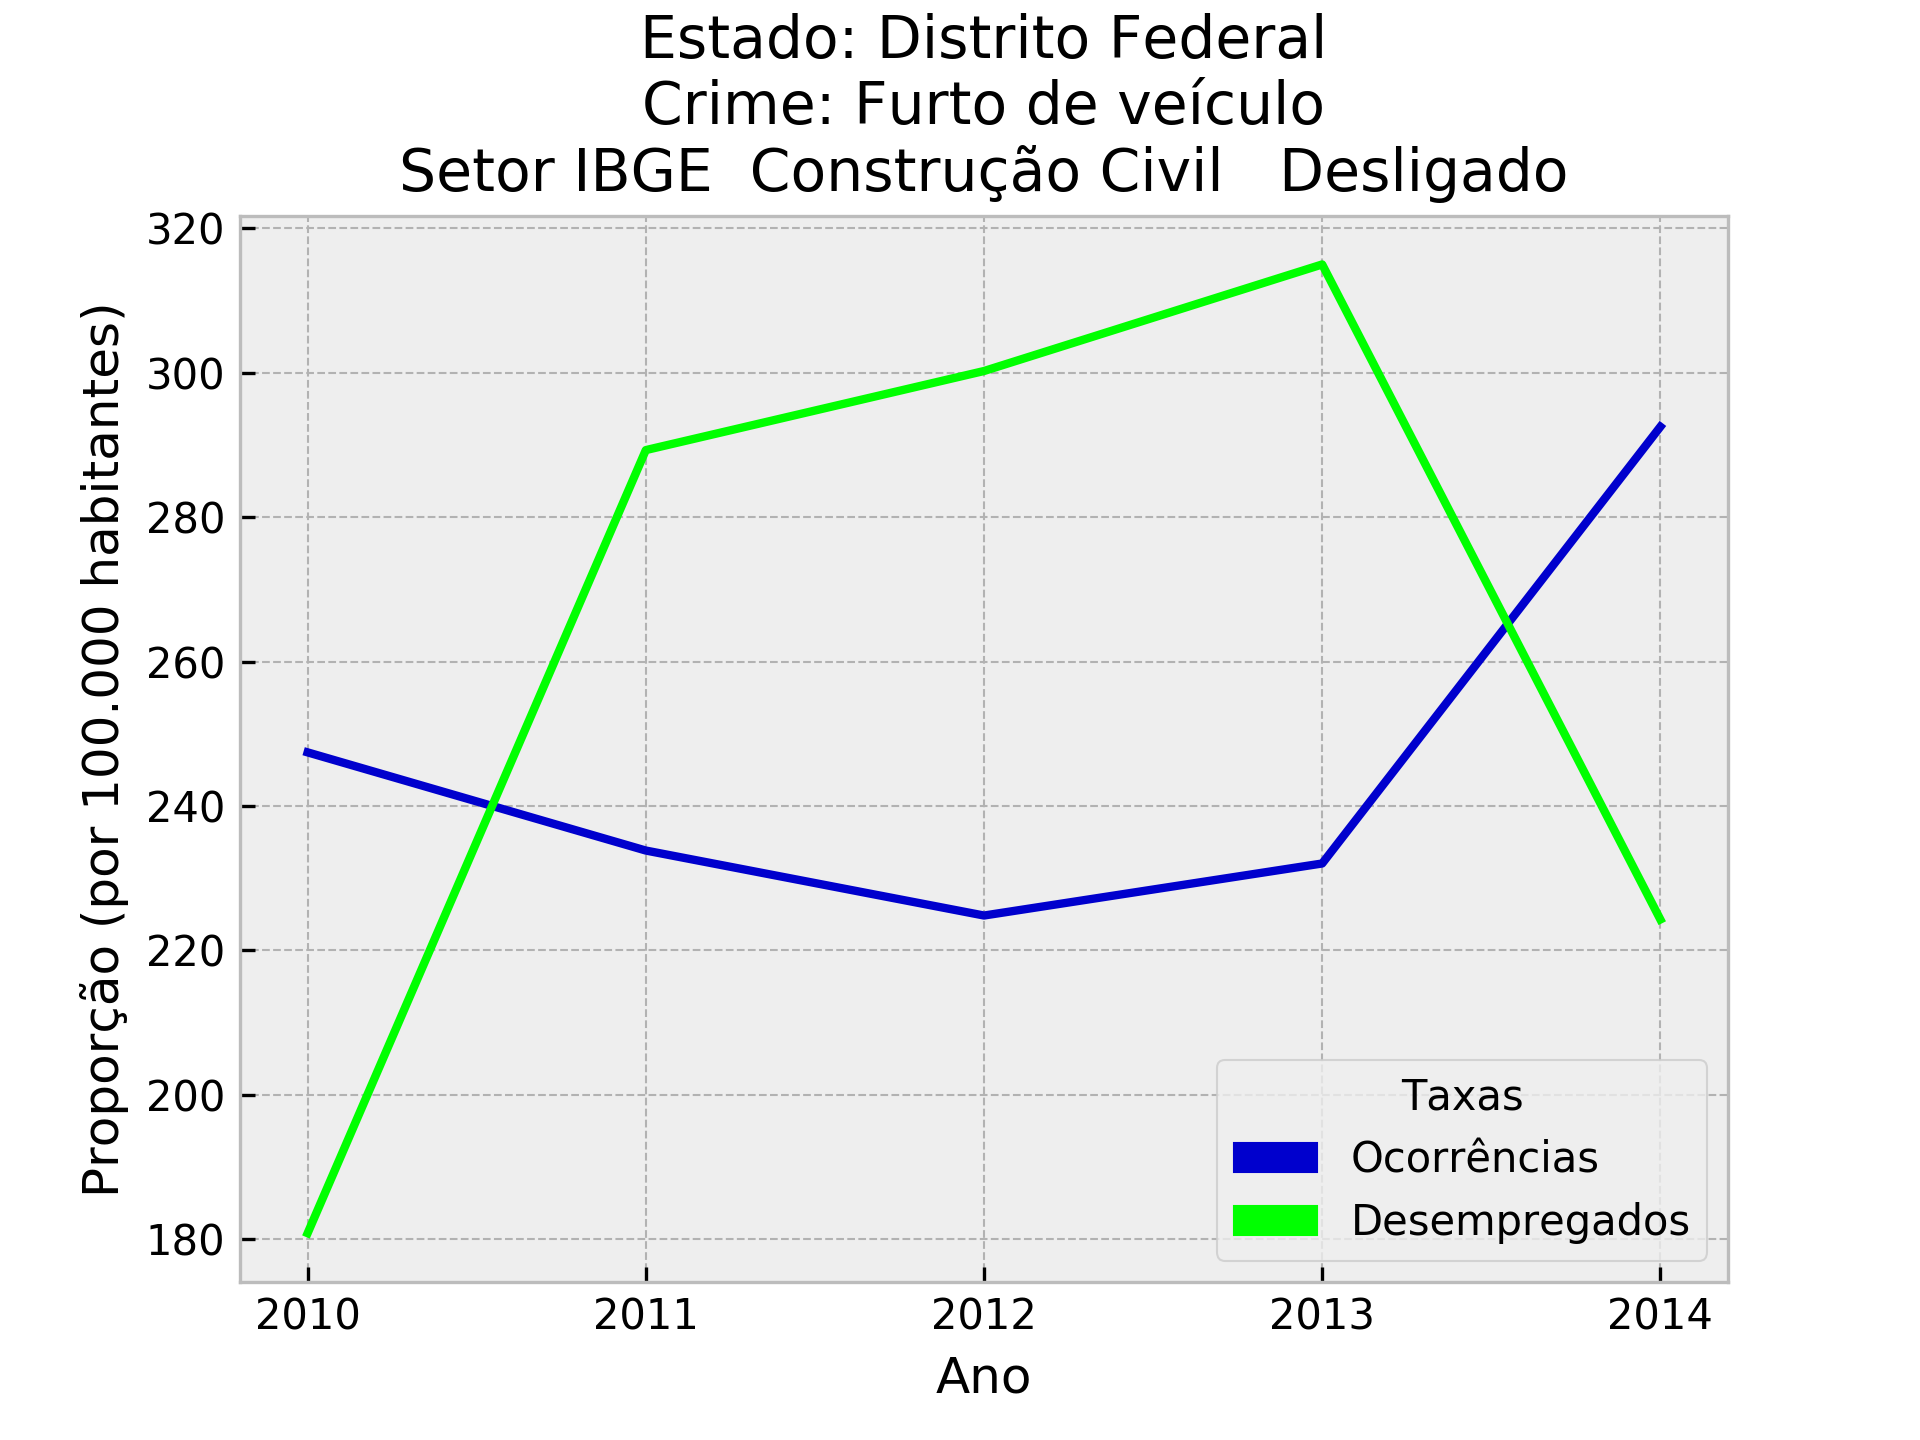 Estado: Distrito Federal
Crime: Furto de veículo
Setor IBGE  Construção Civil   Desligado
Proporção (por 100.000 habitantes)
320
300
280
260
240
220
200
180
Taxas
Ocorrências
Desempregados
2010 2011 2012 2013 2014
Ano